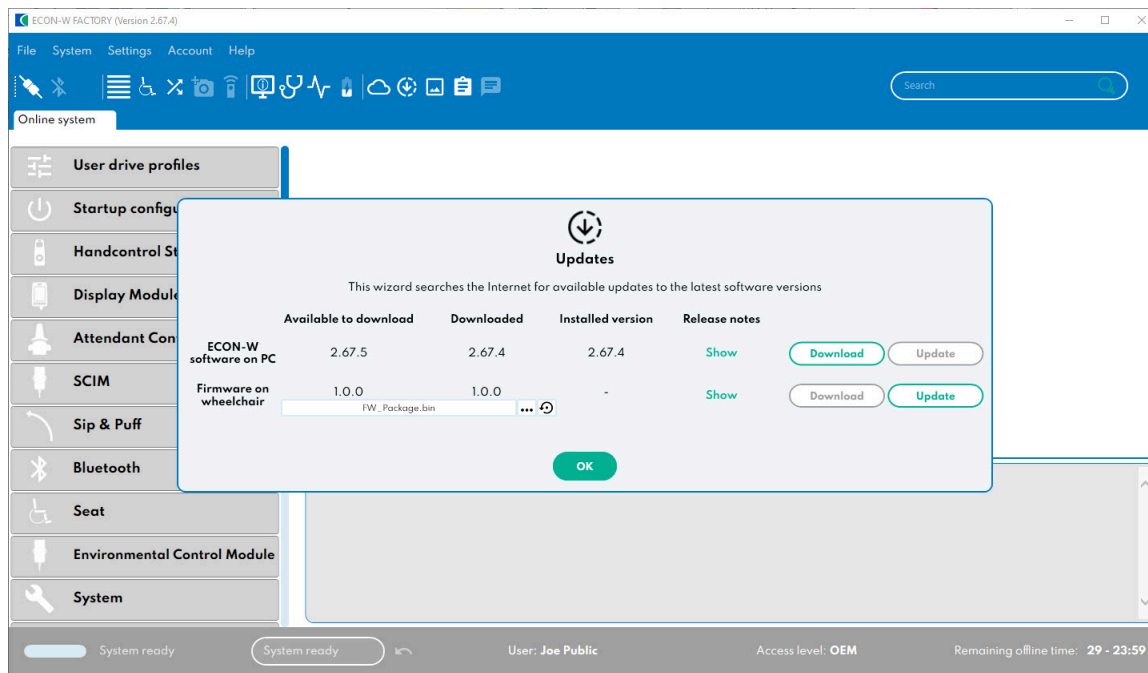 ECON-W FACTORY (Version 2.67.4)
File System Settings Account Help
Search
Online system
User drive profiles
Startup configu
Handcontrol St
Display Module
Attendant Con
SCIM
Sip & Puff
Bluetooth
Seat
Environmental Control Module
System
Updates
This wizard searches the Internet for available updates to the latest software versions
Available to download Downloaded Installed version Release notes
ECON-W
software on PC
2.67.5 2.67.4 2.67.4 Show Download Update
Firmware on
wheelchair
1.0.0 1.0.0 - Show Download Update
FW_Package.bin ...
OK
System ready System ready User: Joe Public Access level: OEM Remaining offline time: 29 - 23:59